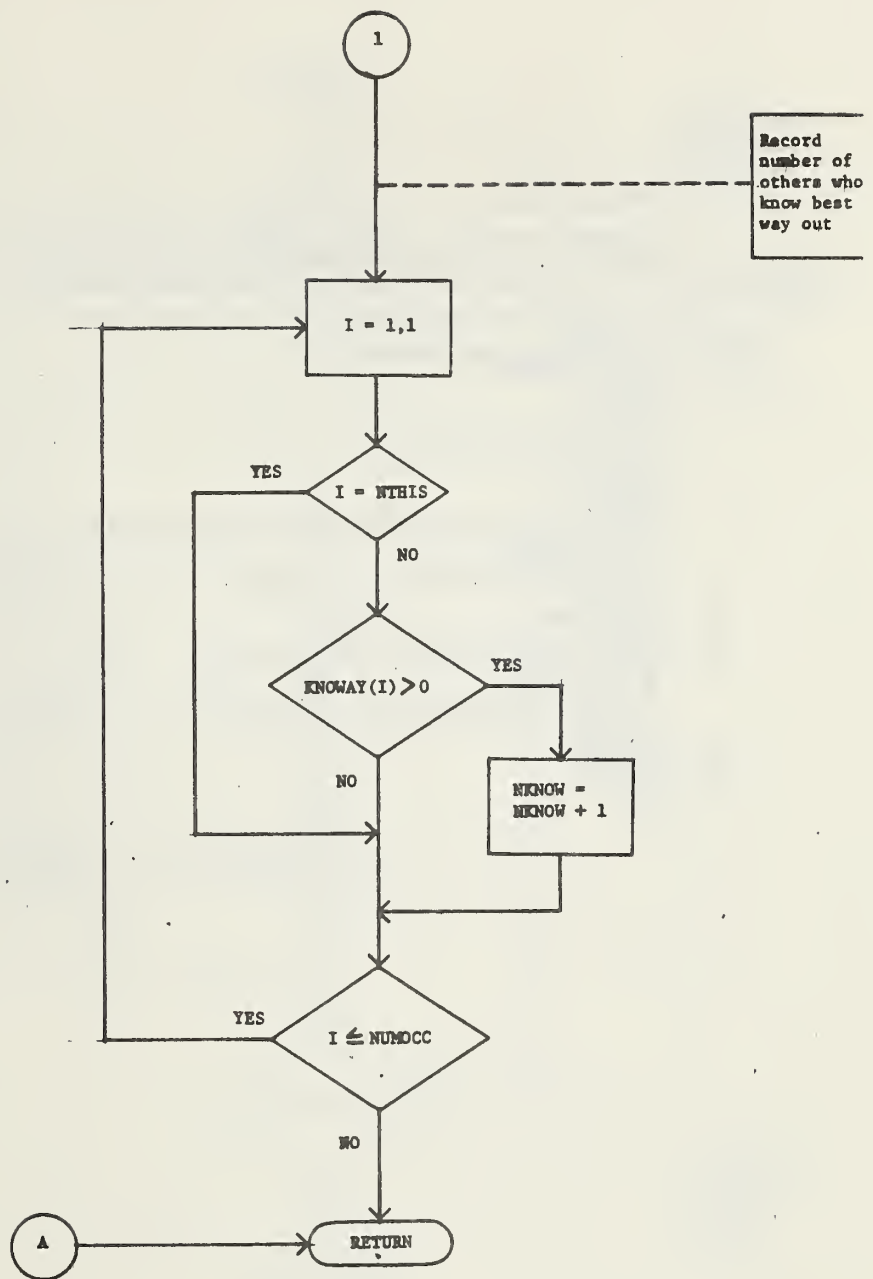 1
Record
number of
others who
know best
way out
I = 1,1
YES
I = NTHIS
NO
KNOWAY(I) > 0
YES
NO
NKNOW =
NKNOW + 1
YES
I ≤ NUMOCC
NO
A
RETURN